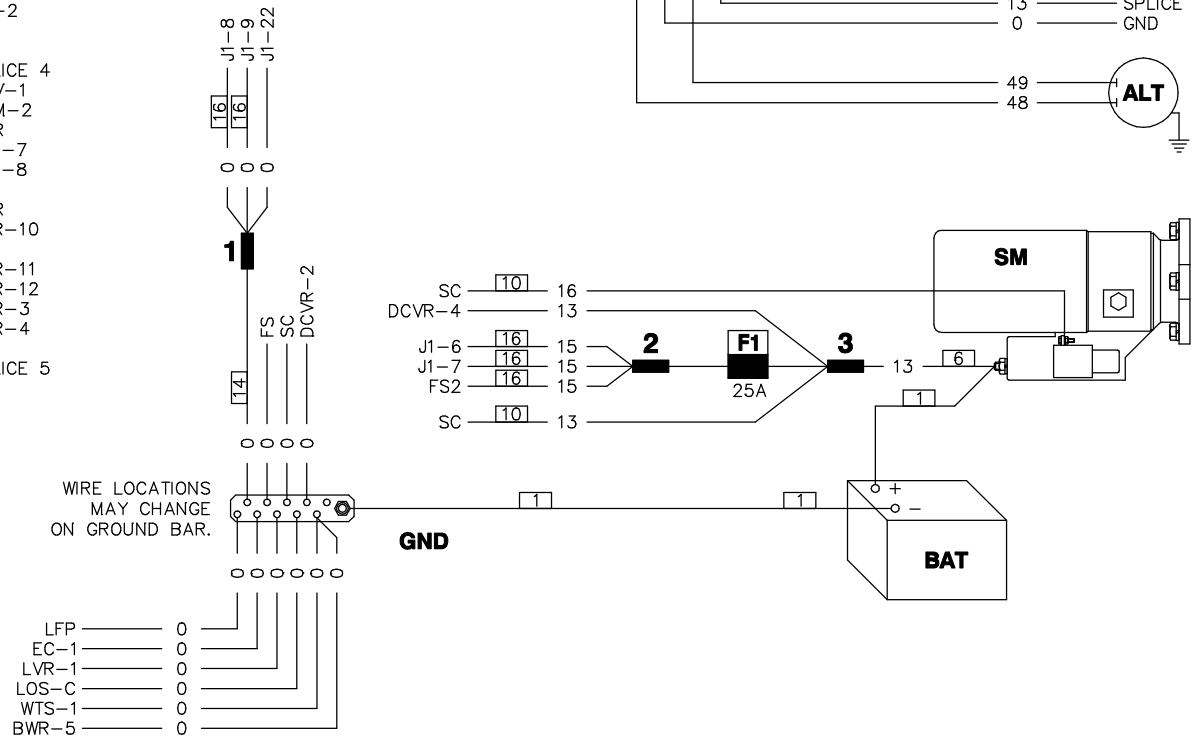 -2
ICE 4
-1
-2
-7
-8
-10
-11
-12
-3
-4
ICE 5
J1-8
J1-9
J1-22
16
16
0
0
0
1
FS
SC
DCVR-2
14
0
0
0
0
WIRE LOCATIONS
MAY CHANGE
ON GROUND BAR.
GND
0
0
0
0
0
0
LFP 0
EC-1 0
LVR-1 0
LOS-C 0
WTS-1 0
BWR-5 0
13 SPLICE
0 GND
49
48
ALT
SM
SC 10 16
DCVR-4 13
J1-6 16 15
J1-7 16 15
FS2 16 15
2
F1
25A
3
13 6
SC 10 13
1
1
1
+
-
BAT